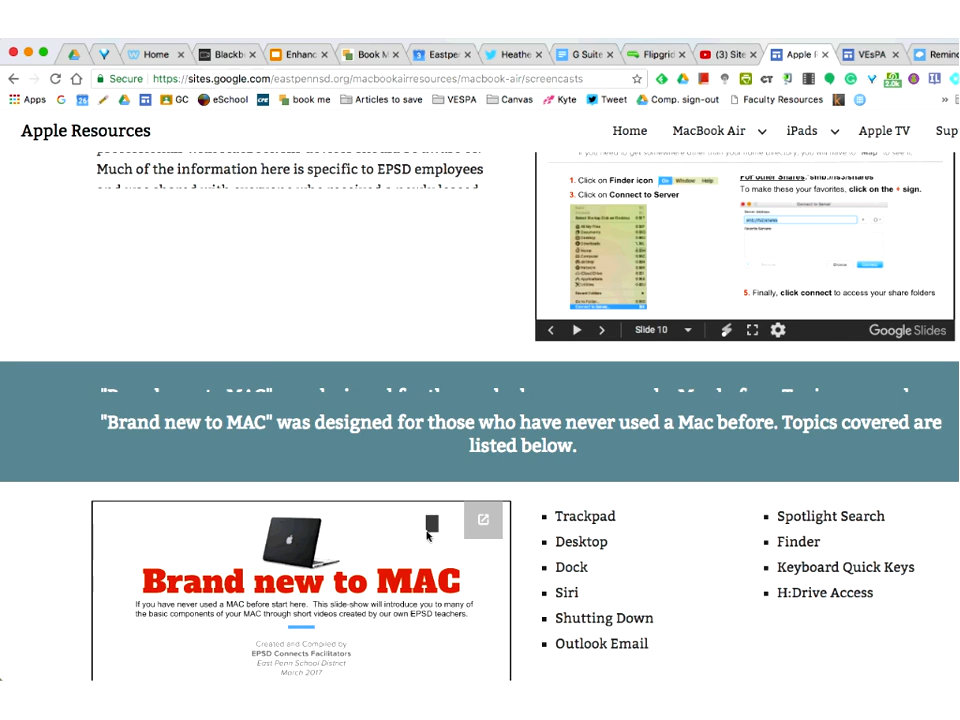 Home
Blackb
Enhanc
Book M
Eastper
Heathe
G Suite
Flipgric
(3) Site
Apple F
VEsPA
Remind
Secure
https://sites.google.com/eastpennsd.org/macbookairresources/macbook-air/screencasts
Apps
GC
eSchool
book me
Articles to save
VESPA
Canvas
Kyte
Tweet
Comp. sign-out
Faculty Resources
Apple Resources
Home
MacBook Air
iPads
Apple TV
Sup
Much of the information here is specific to EPSD employees
1. Click on Finder icon
Go Window Help
3. Click on Connect to Server
To make these your favorites, click on the + sign.
Connect to Server
5. Finally, click connect to access your share folders
Slide 10
Google Slides
"Brand new to MAC" was designed for those who have never used a Mac before. Topics covered are
listed below.
Brand new to MAC
If you have never used a MAC before start here. This slide-show will introduce you to many of
the basic components of your MAC through short videos created by our own EPSD teachers.
Created and Compiled by
EPSD Connects Facilitators
East Penn School District
March 2017
Trackpad
Desktop
Dock
Siri
Shutting Down
Outlook Email
Spotlight Search
Finder
Keyboard Quick Keys
H:Drive Access